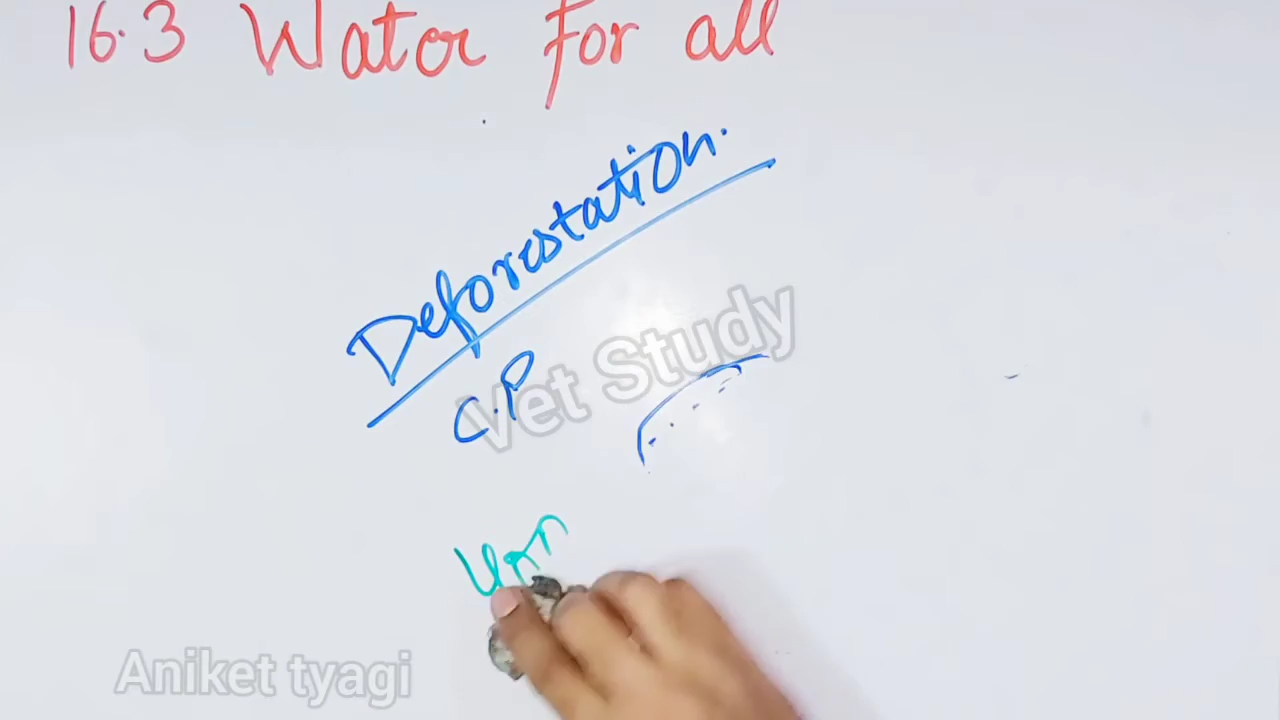 16.3 Water for all
Deforestation.
C.P
Vet Study
Aniket tyagi